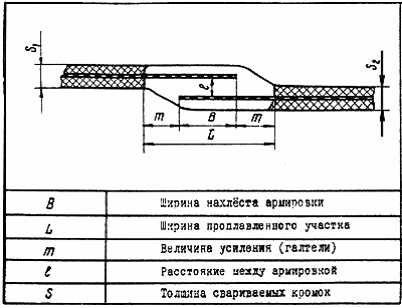 S₁
S₂
ℓ
m
B
m
L
B Ширина нахлёста армировки
L Ширина проплавленного участка
m Величина усиления (галтели)
ℓ Расстояние между армировкой
S Толщина свариваемых кромок